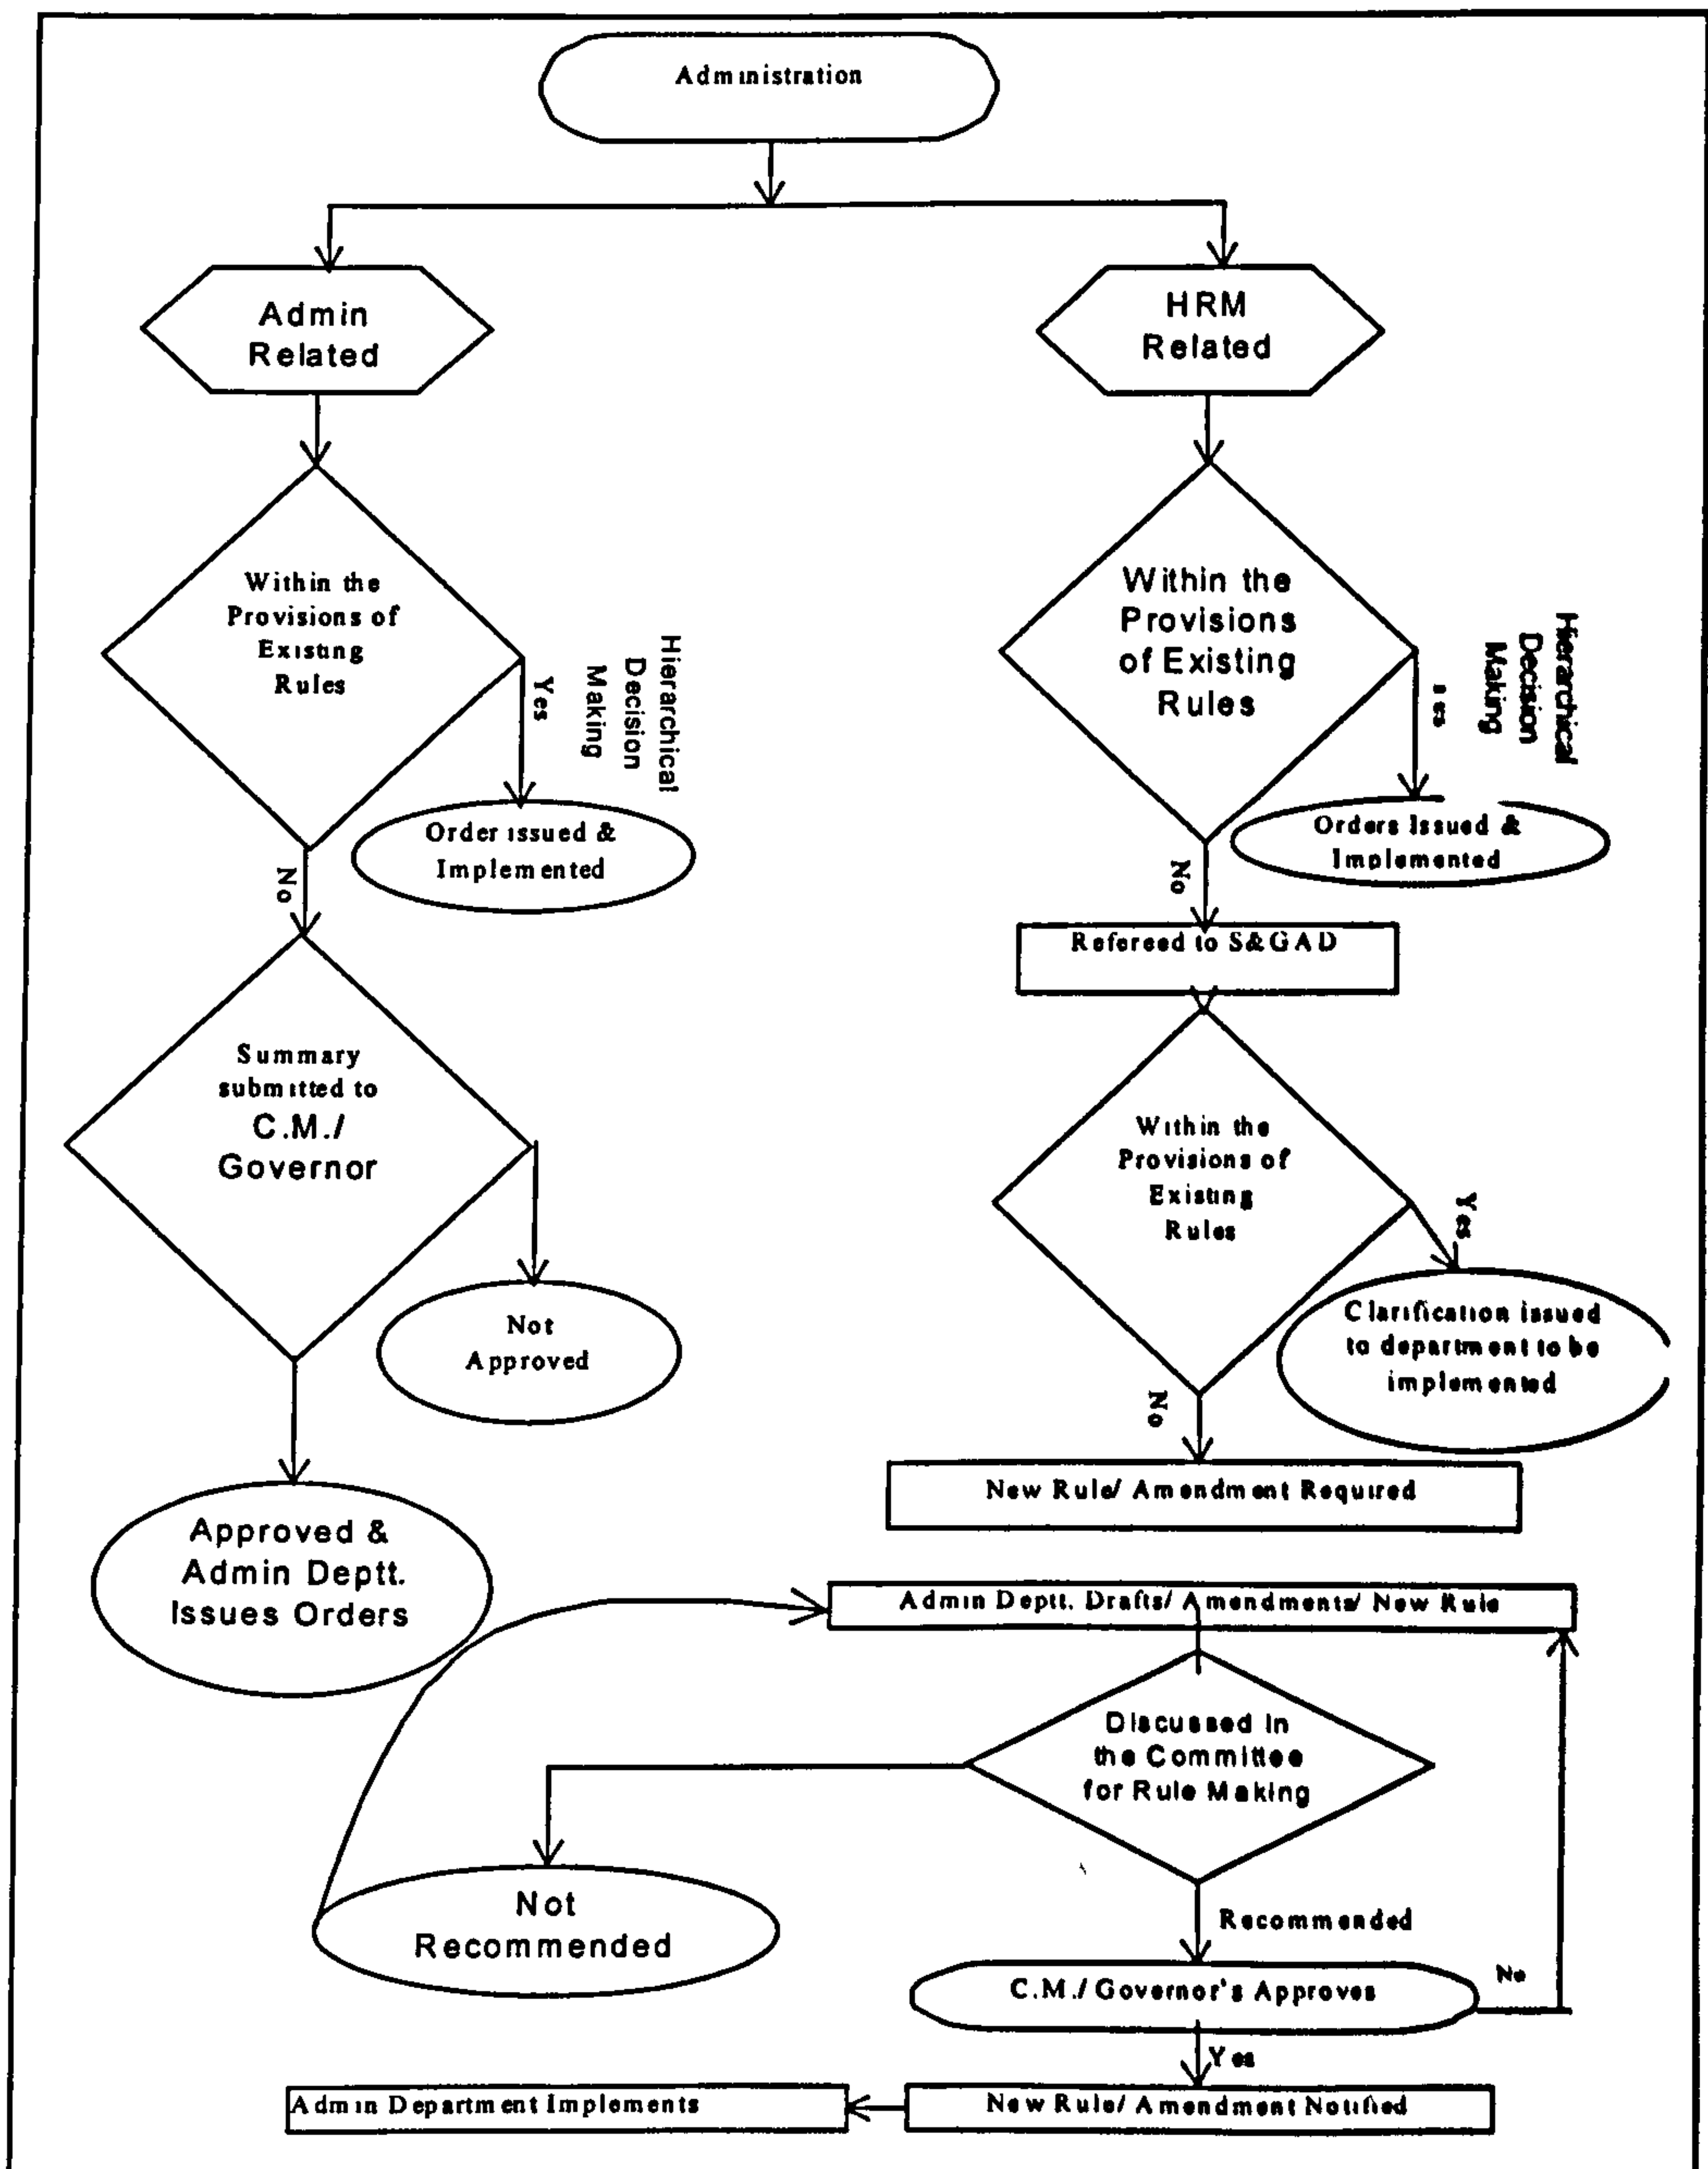 Administration
Admin
Related
HRM
Related
Within the
Provisions of
Existing
Rules
Yes
Hierarchical
Decision
Making
Order issued &
Implemented
No
Within the
Provisions
of Existing
Rules
Yes
Hierarchical
Decision
Making
Orders Issued &
Implemented
No
Refereed to S&GAD
Summary
submitted to
C.M./
Governor
Not
Approved
Approved &
Admin Deptt.
Issues Orders
Within the
Provisions of
Existing
Rules
Yes
Clarification issued
to department to be
implemented
No
New Rule/ Amendment Required
Admin Deptt. Drafts/ Amendments/ New Rule
Discussed in
the Committee
for Rule Making
Not
Recommended
Recommended
C.M./ Governor's Approves
No
Yes
New Rule/ Amendment Notified
Admin Department Implements